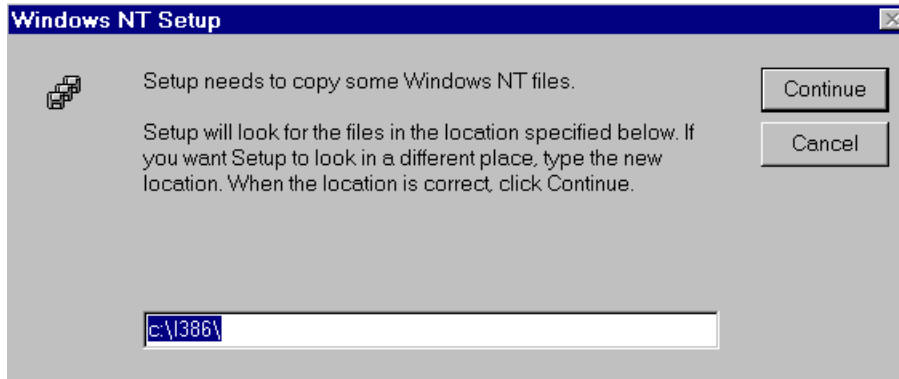 Windows NT Setup
Setup needs to copy some Windows NT files.
Continue
Setup will look for the files in the location specified below. If
you want Setup to look in a different place, type the new
location. When the location is correct, click Continue.
Cancel
c:\I386\